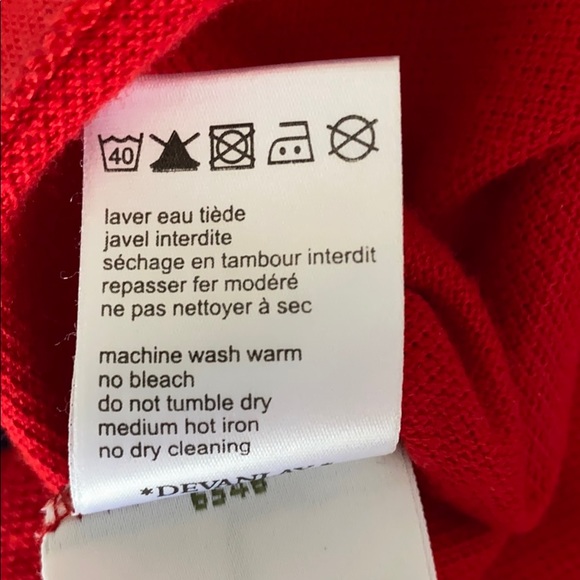 40
laver eau tiède
javel interdite
séchage en tambour interdit
repasser fer modéré
ne pas nettoyer à sec
machine wash warm
no bleach
do not tumble dry
medium hot iron
no dry cleaning